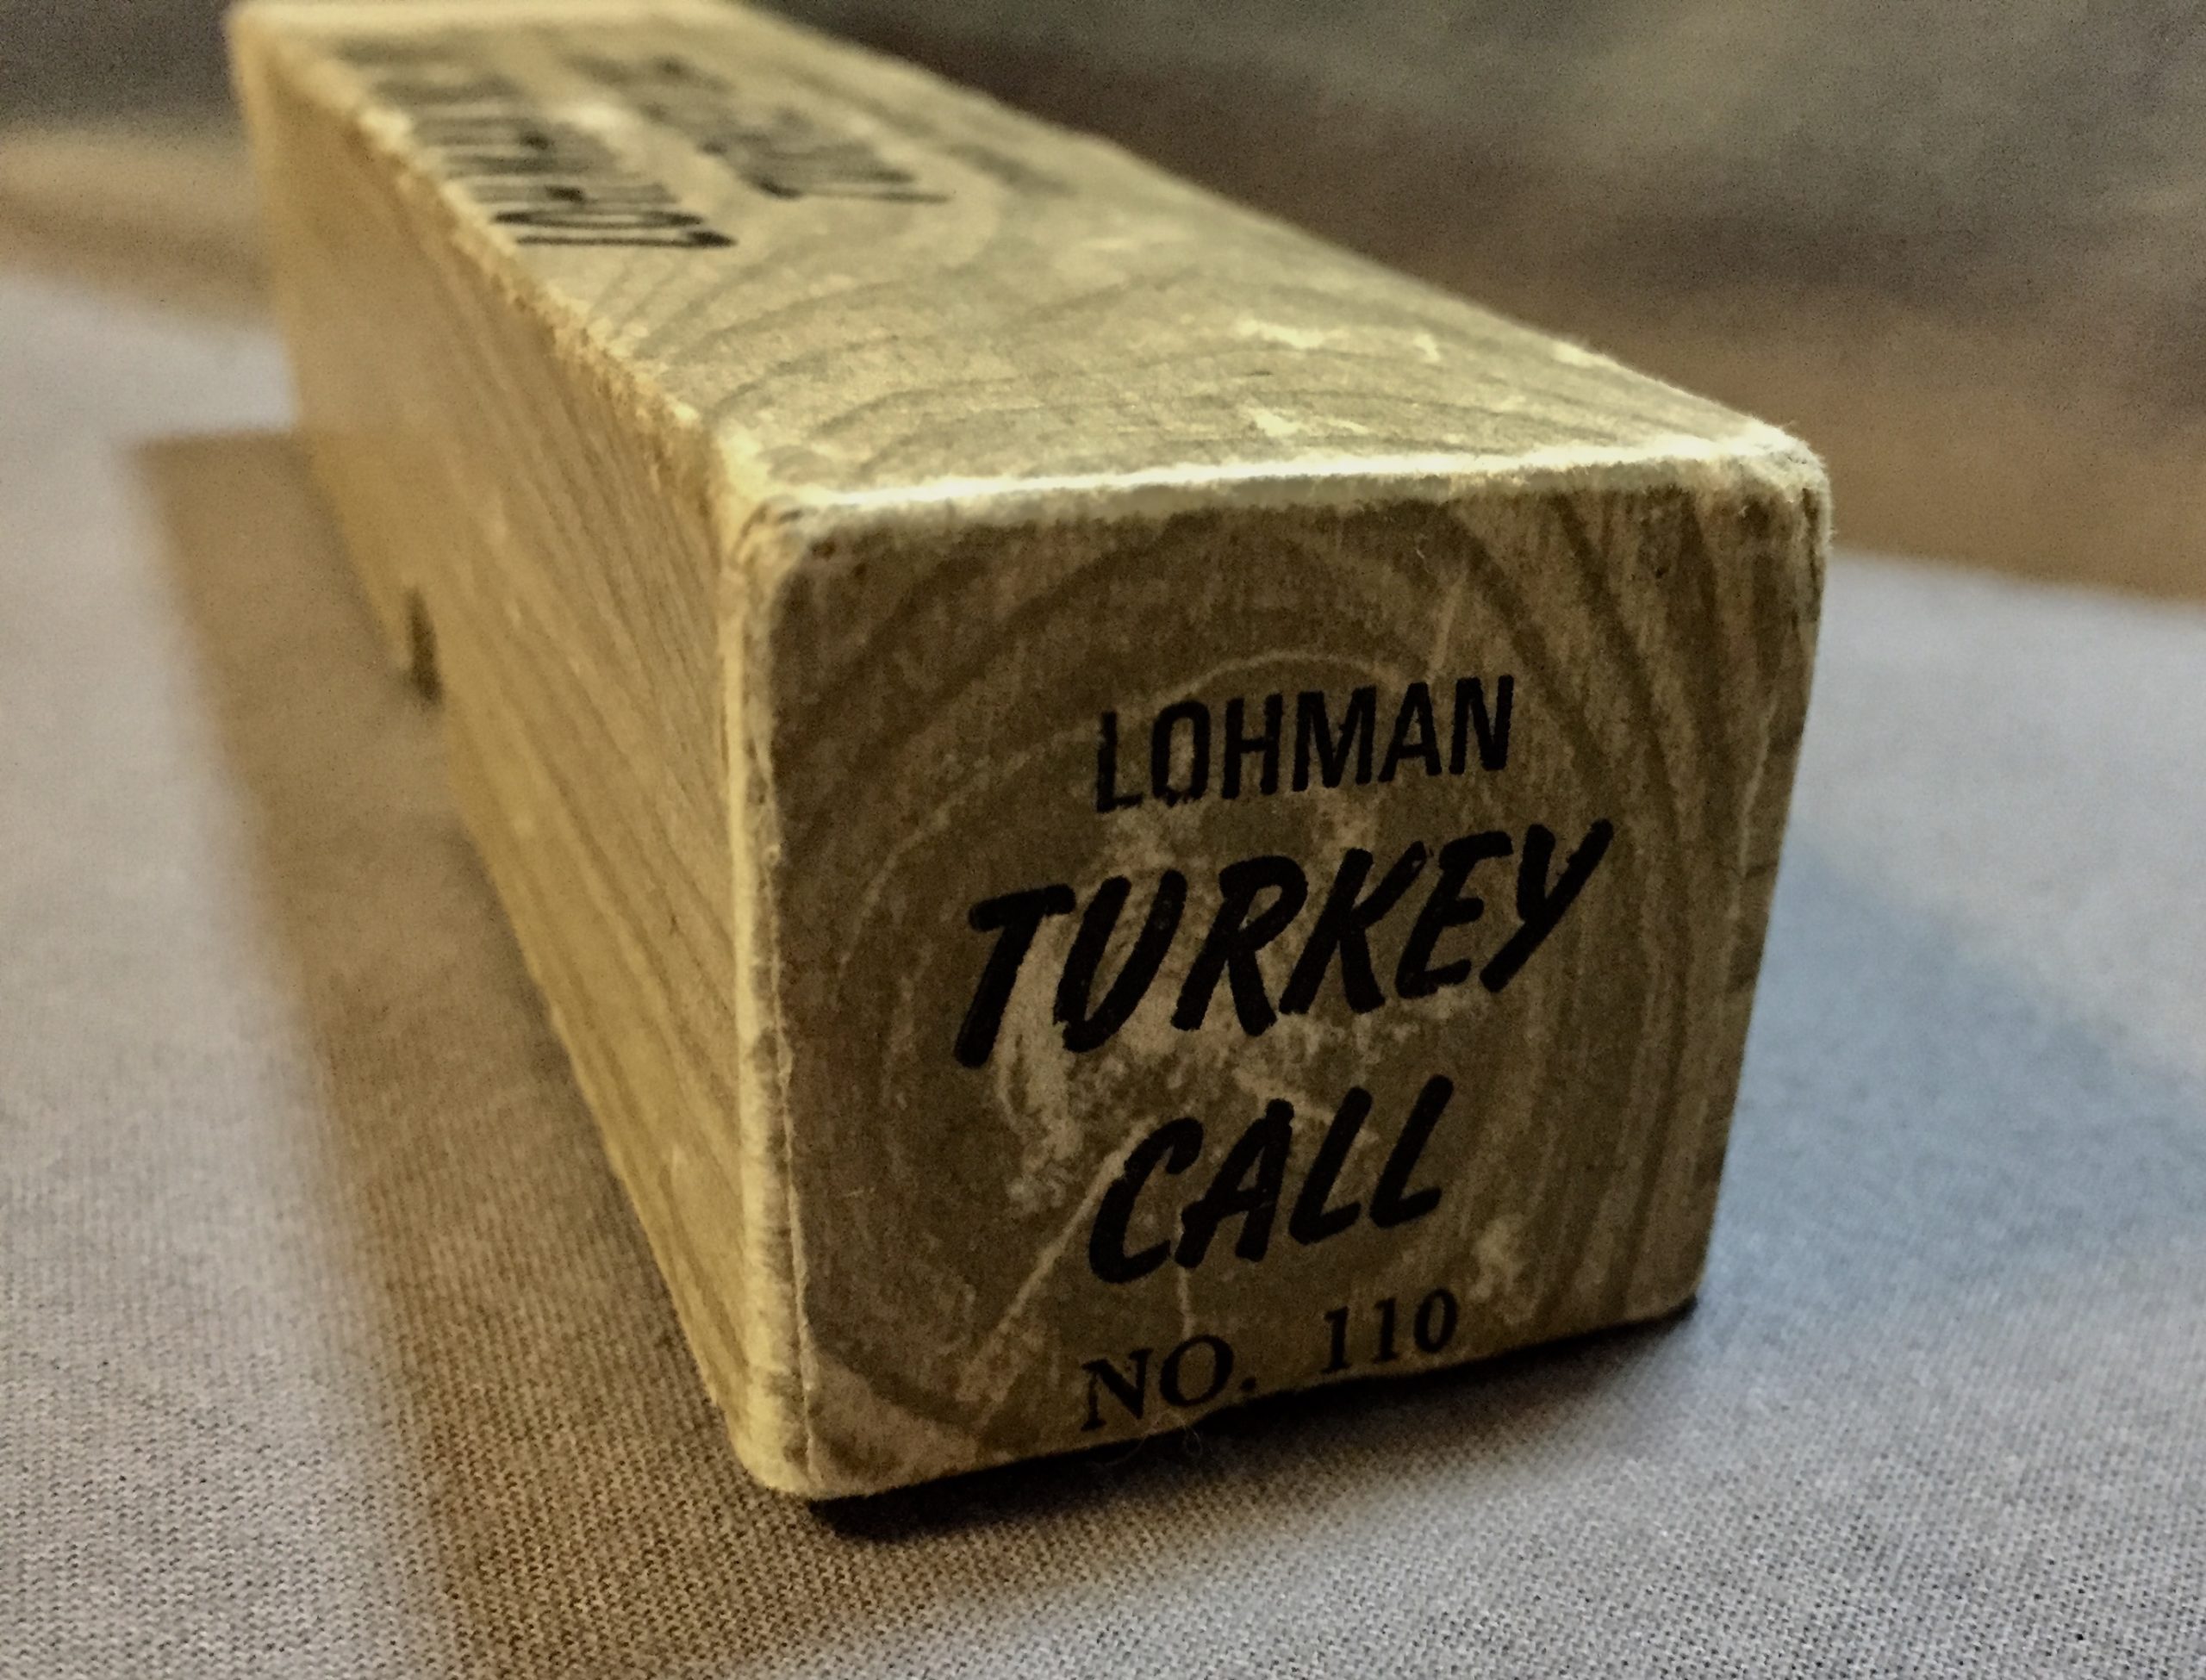 LOHMAN
TURKEY
CALL
NO. 110